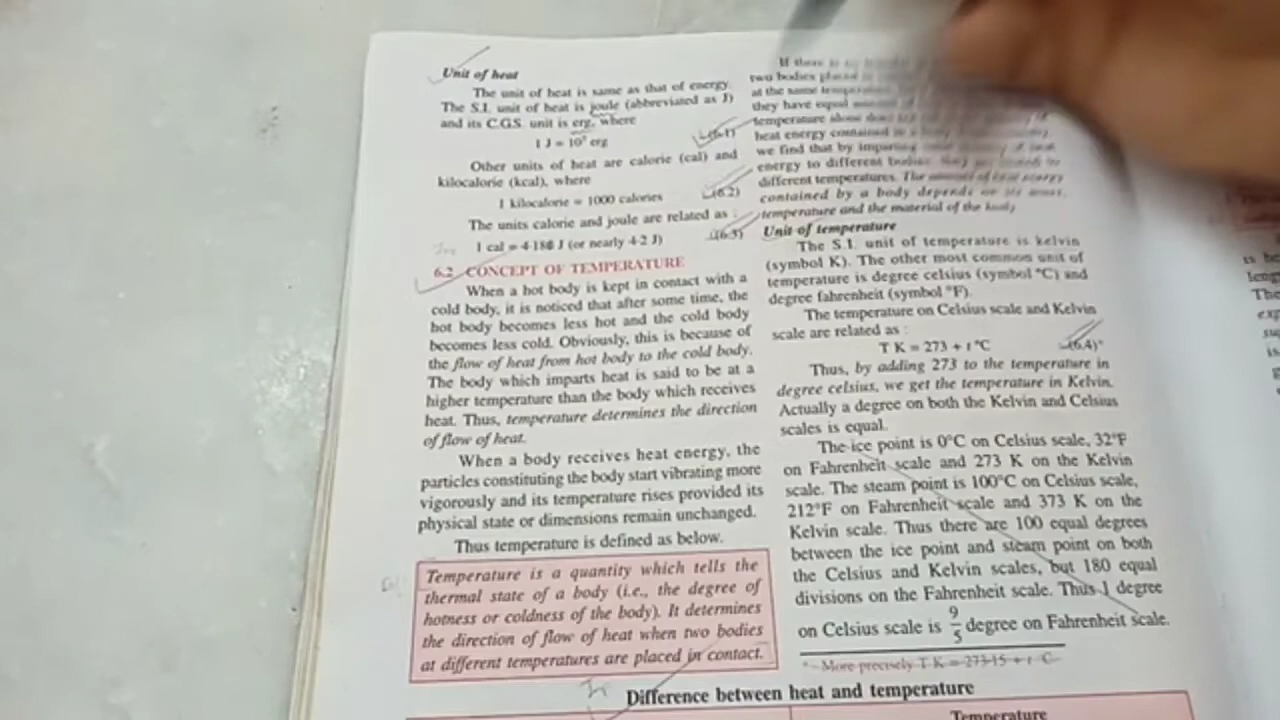 Unit of heat
The unit of heat is same as that of energy.
The S.I. unit of heat is joule (abbreviated as J)
and its C.G.S. unit is erg, where
1 J = 10⁷ erg
(6.1)
Other units of heat are calorie (cal) and
kilocalorie (kcal), where
1 kilocalorie = 1000 calories
(6.2)
The units calorie and joule are related as :
1 cal = 4·186 J (or nearly 4·2 J)
(6.3)
6.2 CONCEPT OF TEMPERATURE
When a hot body is kept in contact with a
cold body, it is noticed that after some time, the
hot body becomes less hot and the cold body
becomes less cold. Obviously, this is because of
the flow of heat from hot body to the cold body.
The body which imparts heat is said to be at a
higher temperature than the body which receives
heat. Thus, temperature determines the direction
of flow of heat.
When a body receives heat energy, the
particles constituting the body start vibrating more
vigorously and its temperature rises provided its
physical state or dimensions remain unchanged.
Thus temperature is defined as below.
Temperature is a quantity which tells the
thermal state of a body (i.e., the degree of
hotness or coldness of the body). It determines
the direction of flow of heat when two bodies
at different temperatures are placed in contact.
If there is
two bodies placed
at the same
they have equal
temperature alone does
heat energy contained
we find that by imparting
energy to different bodies
different temperatures. The amount of heat energy
contained by a body depends on its mass,
temperature and the material of the body
Unit of temperature
The S.I. unit of temperature is kelvin
(symbol K). The other most common unit of
temperature is degree celsius (symbol °C) and
degree fahrenheit (symbol °F).
The temperature on Celsius scale and Kelvin
scale are related as :
T K = 273 + t °C
(6.4)*
Thus, by adding 273 to the temperature in
degree celsius, we get the temperature in Kelvin.
Actually a degree on both the Kelvin and Celsius
scales is equal.
The ice point is 0°C on Celsius scale, 32°F
on Fahrenheit scale and 273 K on the Kelvin
scale. The steam point is 100°C on Celsius scale,
212°F on Fahrenheit scale and 373 K on the
Kelvin scale. Thus there are 100 equal degrees
between the ice point and steam point on both
the Celsius and Kelvin scales, but 180 equal
divisions on the Fahrenheit scale. Thus 1 degree
on Celsius scale is 9/5 degree on Fahrenheit scale.
* More precisely T K = 273·15 + t °C
Difference between heat and temperature
Temperature